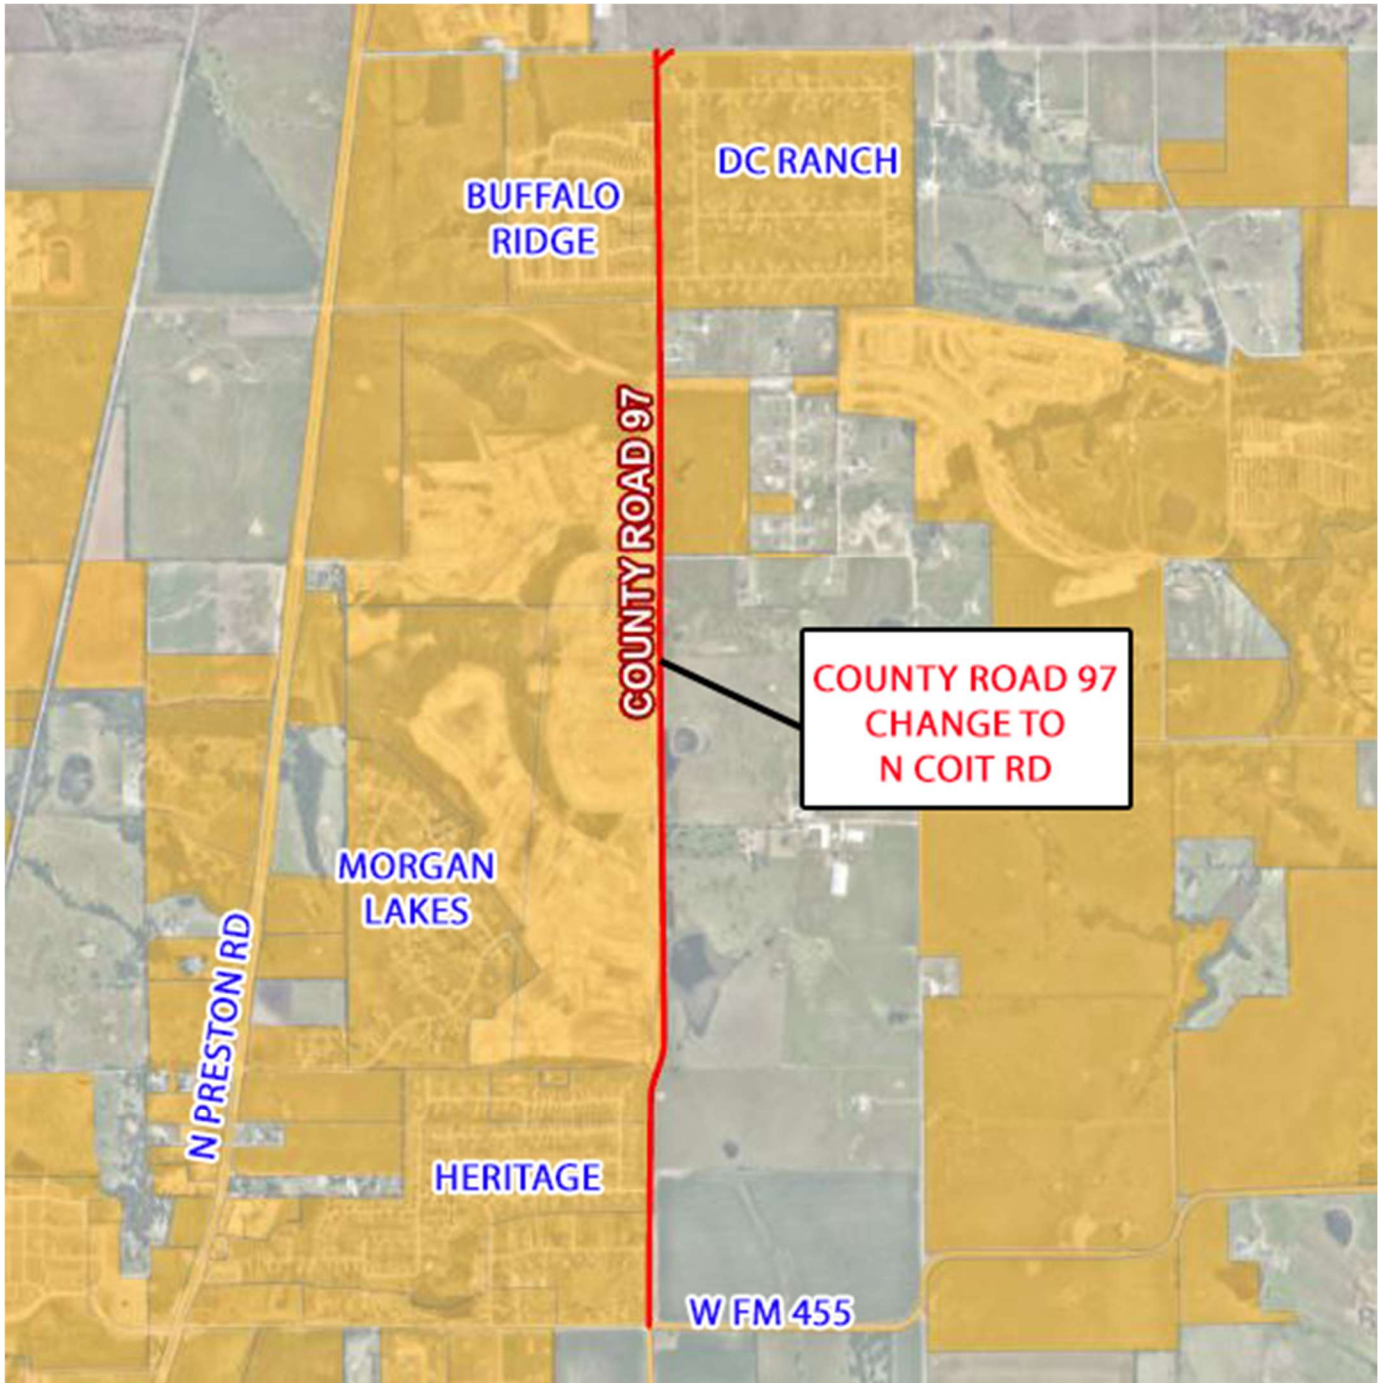 DC RANCH
BUFFALO
RIDGE
COUNTY ROAD 97
COUNTY ROAD 97
CHANGE TO
N COIT RD
MORGAN
LAKES
N PRESTON RD
HERITAGE
W FM 455